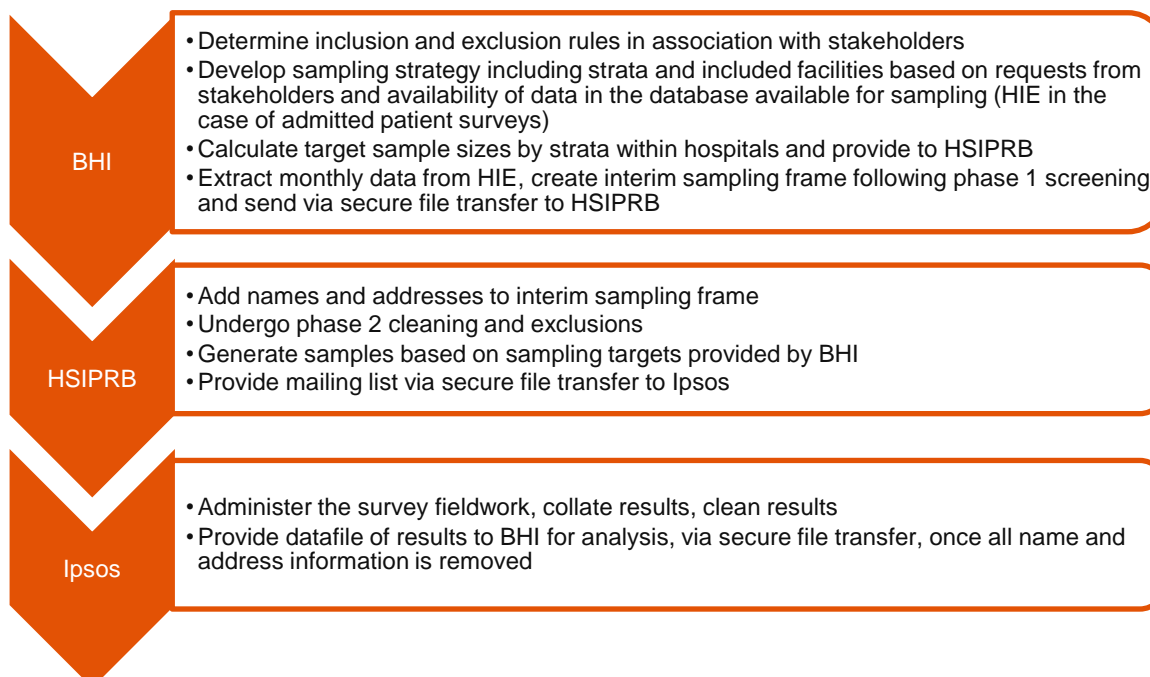 BHI
• Determine inclusion and exclusion rules in association with stakeholders
• Develop sampling strategy including strata and included facilities based on requests from
stakeholders and availability of data in the database available for sampling (HIE in the
case of admitted patient surveys)
• Calculate target sample sizes by strata within hospitals and provide to HSIPRB
• Extract monthly data from HIE, create interim sampling frame following phase 1 screening
and send via secure file transfer to HSIPRB
HSIPRB
• Add names and addresses to interim sampling frame
• Undergo phase 2 cleaning and exclusions
• Generate samples based on sampling targets provided by BHI
• Provide mailing list via secure file transfer to Ipsos
Ipsos
• Administer the survey fieldwork, collate results, clean results
• Provide datafile of results to BHI for analysis, via secure file transfer, once all name and
address information is removed